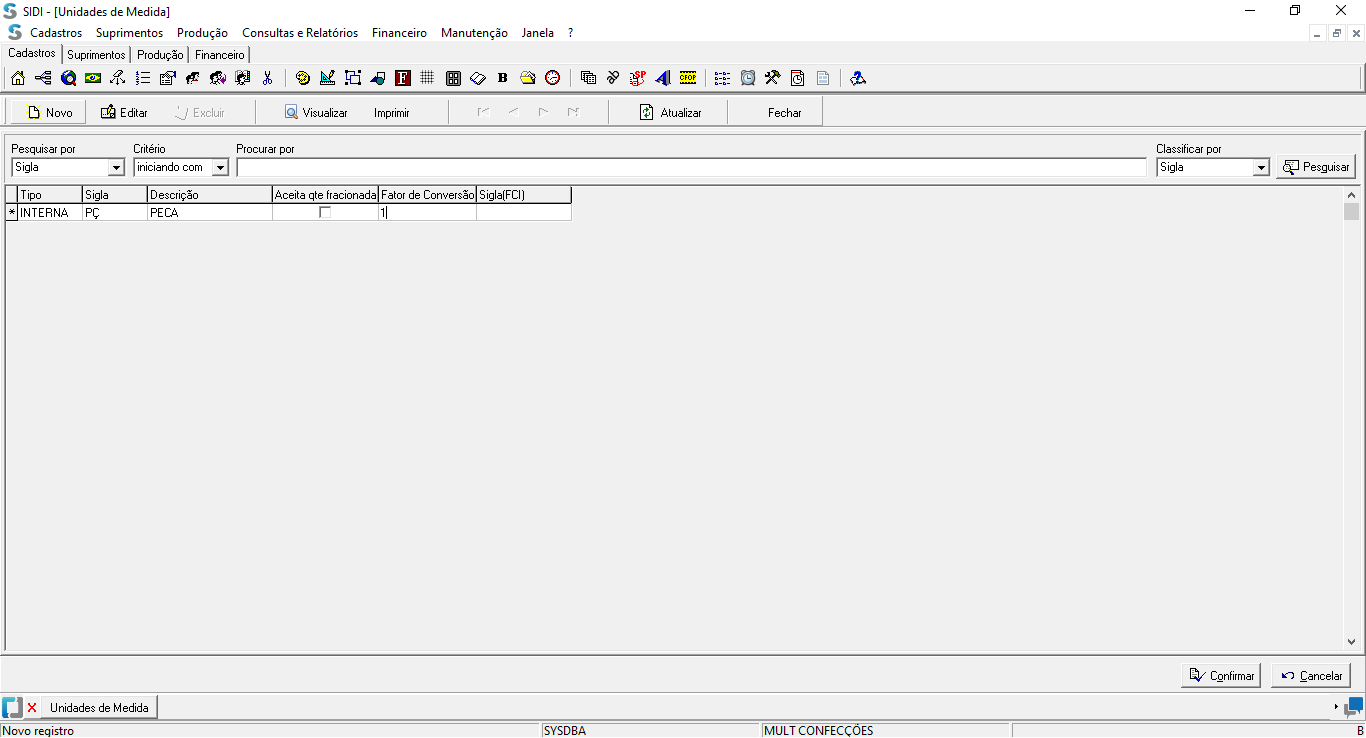 SIDI - [Unidades de Medida]
Cadastros Suprimentos Produção Consultas e Relatórios Financeiro Manutenção Janela ?
Cadastros Suprimentos Produção Financeiro
F B SP CFOP
Novo Editar Excluir Visualizar Imprimir Atualizar Fechar
Pesquisar por Critério Procurar por Classificar por
Sigla iniciando com Sigla Pesquisar
Tipo Sigla Descrição Aceita qte fracionada Fator de Conversão Sigla(FCI)
* INTERNA PÇ PECA 1
Confirmar Cancelar
Unidades de Medida
Novo registro SYSDBA MULT CONFECÇÕES B